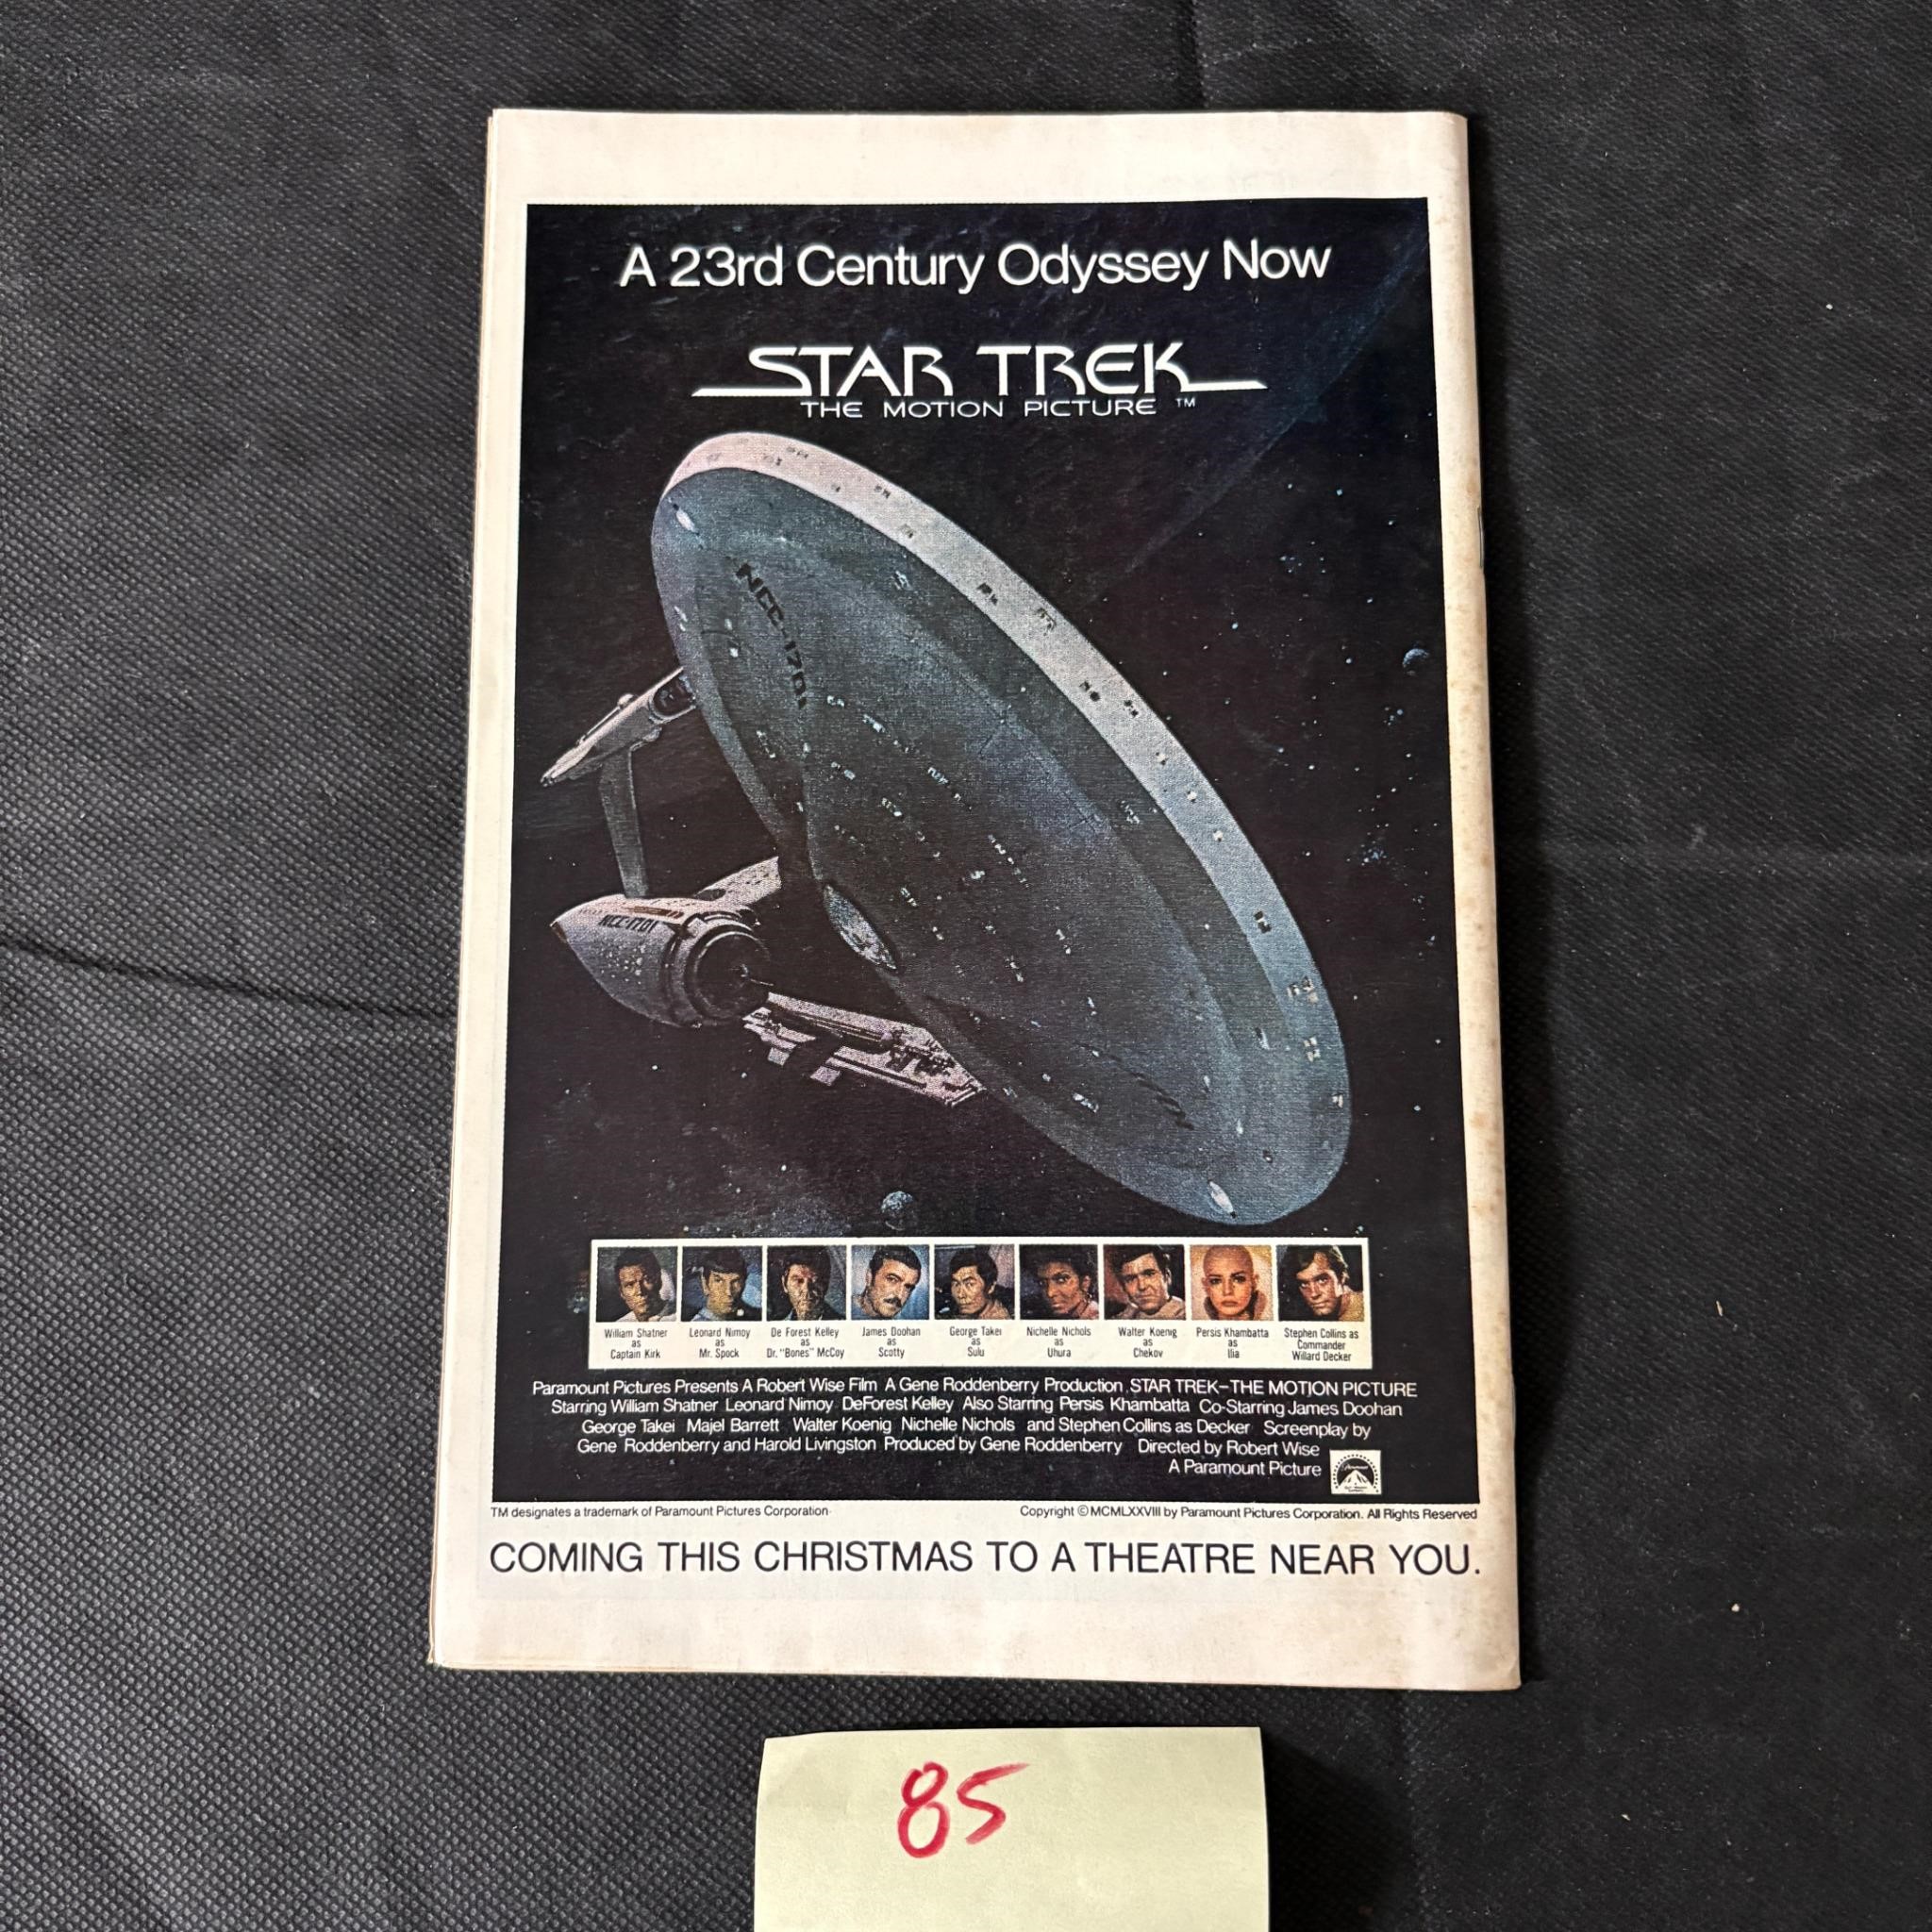 A 23rd Century Odyssey Now
STAR TREK
THE MOTION PICTURE ™
NCC-1701
NCC-1701
William Shatner
as
Captain Kirk
Leonard Nimoy
as
Mr. Spock
De Forest Kelley
as
Dr. "Bones" McCoy
James Doohan
as
Scotty
George Takei
as
Sulu
Nichelle Nichols
as
Uhura
Walter Koenig
as
Chekov
Persis Khambatta
as
Ilia
Stephen Collins as
Commander
Willard Decker
Paramount Pictures Presents A Robert Wise Film A Gene Roddenberry Production STAR TREK–THE MOTION PICTURE
Starring William Shatner Leonard Nimoy DeForest Kelley Also Starring Persis Khambatta Co-Starring James Doohan
George Takei Majel Barrett Walter Koenig Nichelle Nichols and Stephen Collins as Decker Screenplay by
Gene Roddenberry and Harold Livingston Produced by Gene Roddenberry Directed by Robert Wise
A Paramount Picture
Paramount
TM designates a trademark of Paramount Pictures Corporation.
Copyright © MCMLXXVIII by Paramount Pictures Corporation. All Rights Reserved
COMING THIS CHRISTMAS TO A THEATRE NEAR YOU.
85